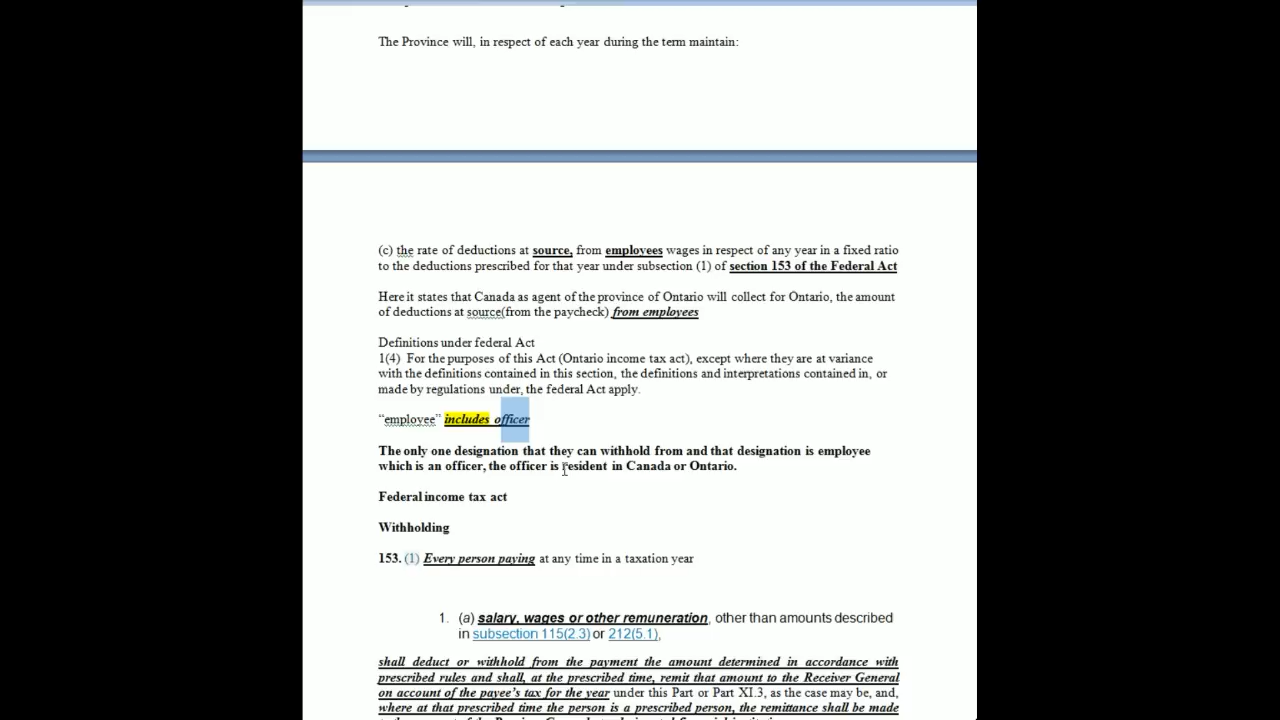 The Province will, in respect of each year during the term maintain:
(c) the rate of deductions at source, from employees wages in respect of any year in a fixed ratio
to the deductions prescribed for that year under subsection (1) of section 153 of the Federal Act
Here it states that Canada as agent of the province of Ontario will collect for Ontario, the amount
of deductions at source(from the paycheck) from employees
Definitions under federal Act
1(4)  For the purposes of this Act (Ontario income tax act), except where they are at variance
with the definitions contained in this section, the definitions and interpretations contained in, or
made by regulations under, the federal Act apply.
“employee” includes officer
The only one designation that they can withhold from and that designation is employee
which is an officer, the officer is resident in Canada or Ontario.
Federal income tax act
Withholding
153. (1) Every person paying at any time in a taxation year
1. (a) salary, wages or other remuneration, other than amounts described
in subsection 115(2.3) or 212(5.1),
shall deduct or withhold from the payment the amount determined in accordance with
prescribed rules and shall, at the prescribed time, remit that amount to the Receiver General
on account of the payee's tax for the year under this Part or Part XI.3, as the case may be, and,
where at that prescribed time the person is a prescribed person, the remittance shall be made